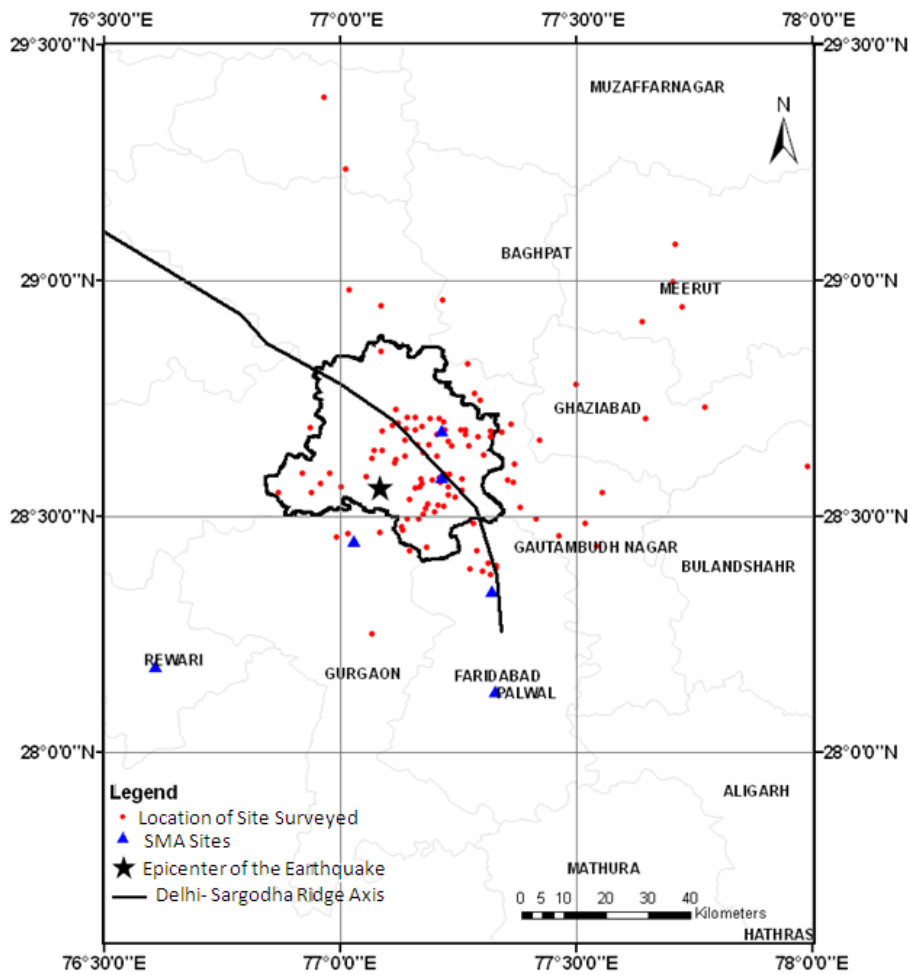 76°30'0"E 77°0'0"E 77°30'0"E 78°0'0"E
29°30'0"N 29°30'0"N
MUZAFFARNAGAR
N
BAGHPAT
29°0'0"N 29°0'0"N
MEERUT
GHAZIABAD
28°30'0"N 28°30'0"N
GAUTAMBUDH NAGAR
BULANDSHAHR
REWARI
GURGAON
FARIDABAD
PALWAL
28°0'0"N 28°0'0"N
Legend
Location of Site Surveyed
SMA Sites
Epicenter of the Earthquake
Delhi- Sargodha Ridge Axis
ALIGARH
MATHURA
0 5 10 20 30 40
Kilometers
HATHRAS
76°30'0"E 77°0'0"E 77°30'0"E 78°0'0"E